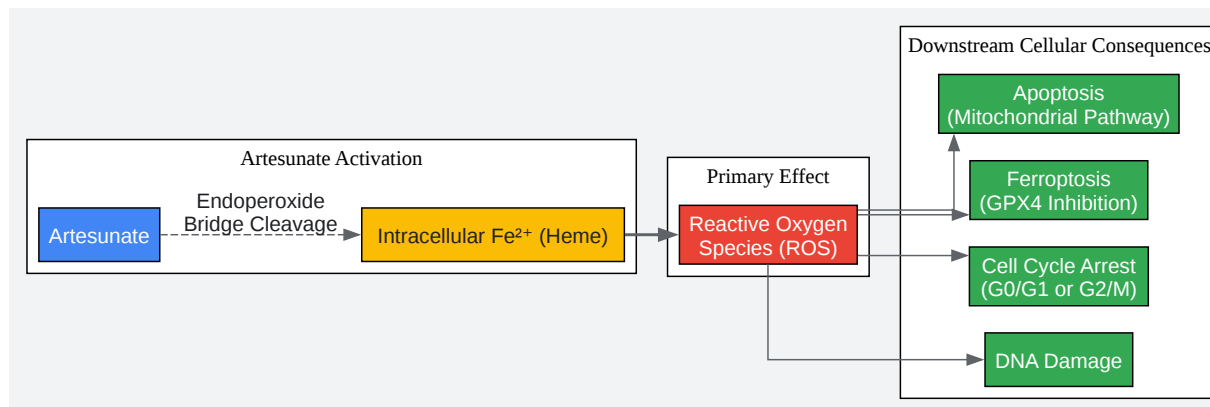 Artesunate Activation
Artesunate
Endoperoxide
Bridge Cleavage
Intracellular Fe²⁺ (Heme)
Primary Effect
Reactive Oxygen
Species (ROS)
Downstream Cellular Consequences
Apoptosis
(Mitochondrial Pathway)
Ferroptosis
(GPX4 Inhibition)
Cell Cycle Arrest
(G0/G1 or G2/M)
DNA Damage